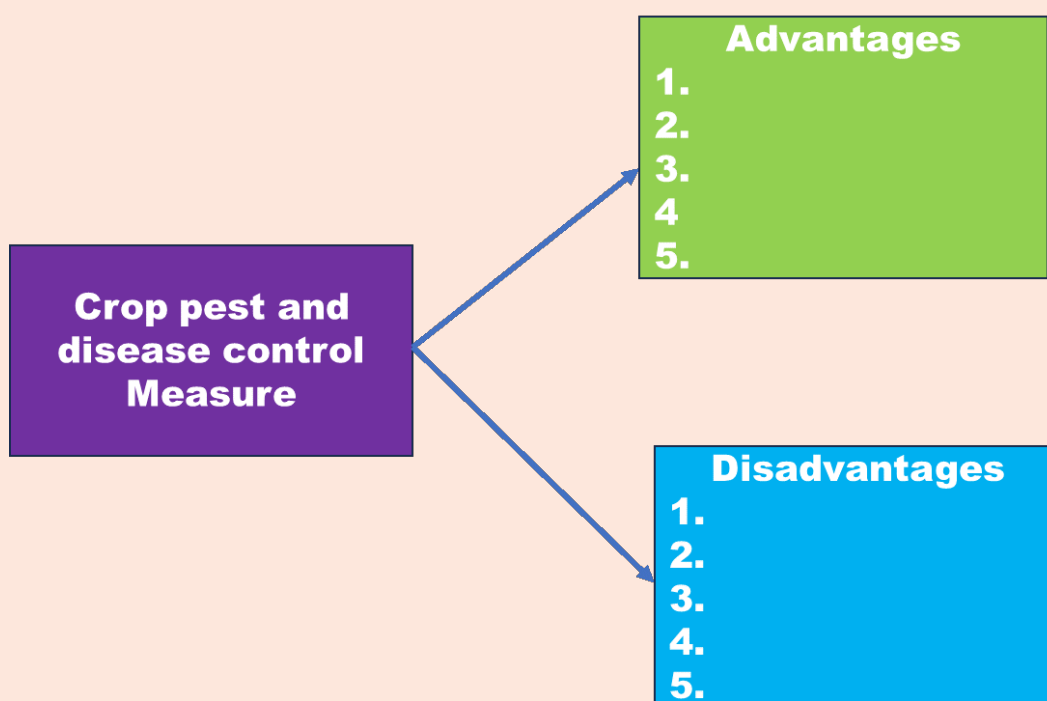 Crop pest and
disease control
Measure
Advantages
1.
2.
3.
4
5.
Disadvantages
1.
2.
3.
4.
5.